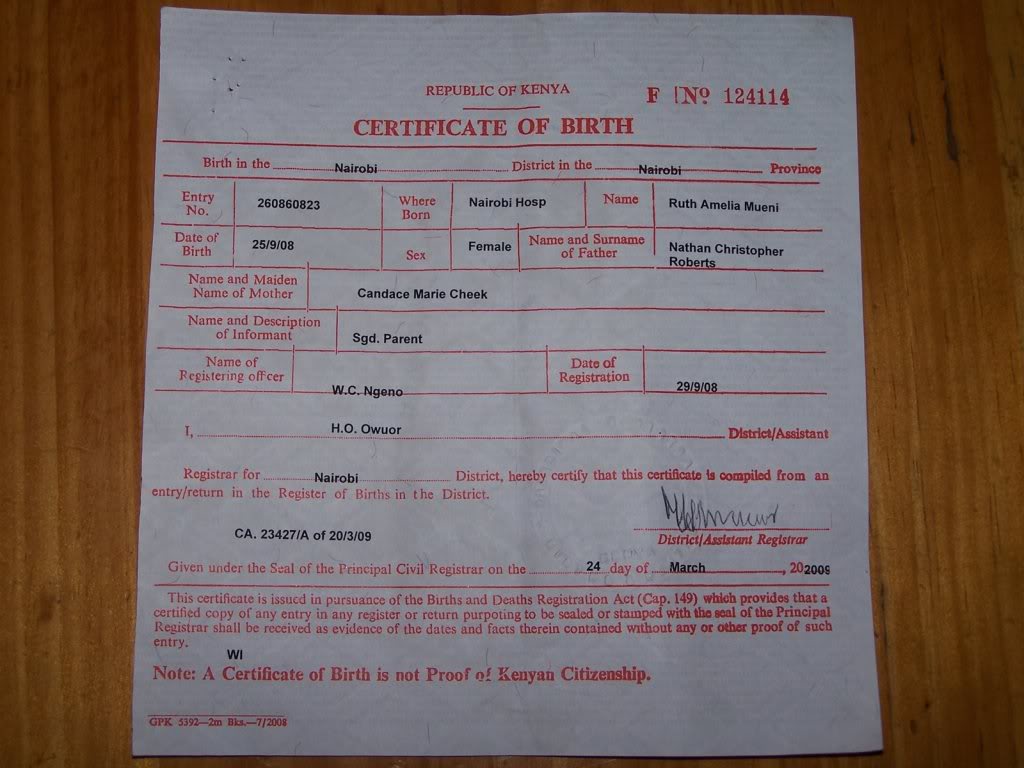 REPUBLIC OF KENYA
F No 124114
CERTIFICATE OF BIRTH
Birth in the Nairobi District in the Nairobi Province
Entry No. 260860823 Where Born Nairobi Hosp Name Ruth Amelia Mueni
Date of Birth 25/9/08 Sex Female Name and Surname of Father Nathan Christopher Roberts
Name and Maiden Name of Mother Candace Marie Cheek
Name and Description of Informant Sgd. Parent
Name of Registering officer W.C. Ngeno Date of Registration 29/9/08
I, H.O. Owuor District/Assistant
Registrar for Nairobi District, hereby certify that this certificate is compiled from an
entry/return in the Register of Births in the District.
CA. 23427/A of 20/3/09
District/Assistant Registrar
Given under the Seal of the Principal Civil Registrar on the 24 day of March, 202009
This certificate is issued in pursuance of the Births and Deaths Registration Act (Cap. 149) which provides that a
certified copy of any entry in any register or return purpoting to be sealed or stamped with the seal of the Principal
Registrar shall be received as evidence of the dates and facts therein contained without any or other proof of such
entry.
WI
Note: A Certificate of Birth is not Proof of Kenyan Citizenship.
GPK 5392—2m Bks.—7/2008